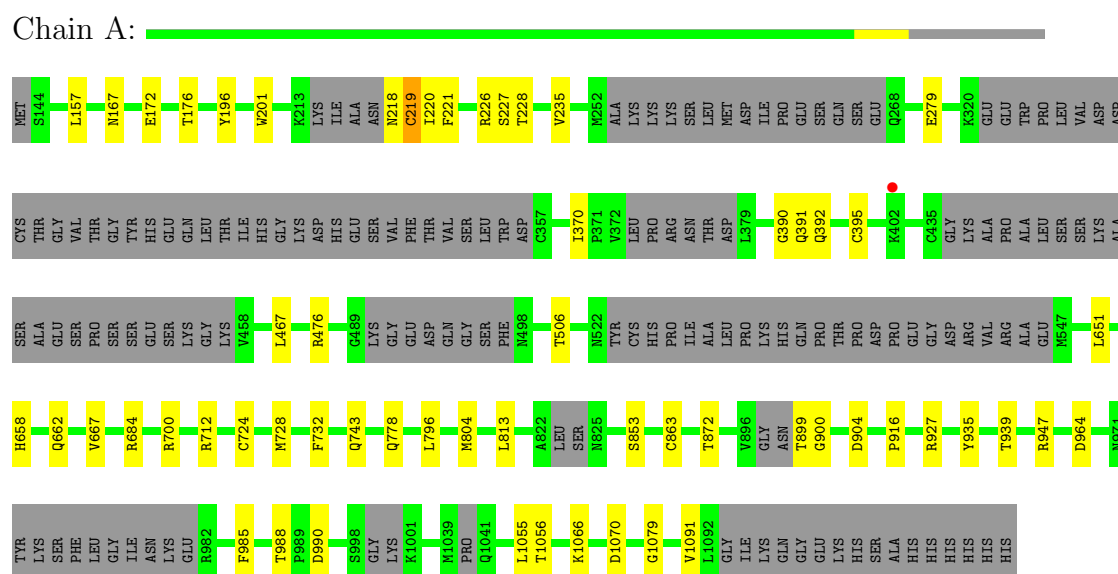 Chain A:
MET S144 L157 N167 E172 T176 Y196 W201 K213 LYS ILE ALA ASN N218 C219 I220 F221 R226 S227 T228 V235 M252 ALA LYS LYS LYS SER LEU MET ASP ILE PRO GLU SER GLN SER GLU Q268 E279 K320 GLU GLU TRP PRO LEU VAL ASP ASP
CYS THR GLY VAL THR GLY TYR HIS GLU GLN LEU THR ILE HIS GLY LYS ASP HIS GLU SER VAL PHE THR VAL SER LEU TRP ASP C357 I370 P371 V372 LEU PRO ARG ASN THR ASP L379 G390 Q391 Q392 C395 K402 C435 GLY LYS ALA PRO ALA LEU SER SER LYS ALA
SER ALA GLU SER PRO SER SER GLU SER LYS GLY LYS V458 L467 R476 G489 LYS GLY GLU ASP GLN GLY SER PHE N498 T506 N522 TYR CYS HIS PRO ILE ALA LEU PRO LYS HIS GLN PRO THR PRO ASP PRO GLU GLY ASP ARG VAL ARG ALA GLU M547 L651
H658 Q662 V667 R684 R700 R712 C724 M728 F732 Q743 Q778 L796 M804 L813 A822 LEU SER N825 S853 C863 T872 V896 GLY ASN T899 G900 D904 P916 R927 Y935 T939 R947 D964 N971
TYR LYS SER PHE LEU GLY ILE ASN LYS GLU R982 F985 T988 P989 D990 S998 GLY LYS K1001 M1039 PRO Q1041 L1055 T1056 K1066 D1070 G1079 V1091 L1092 GLY ILE LYS GLN GLY GLU LYS HIS SER ALA HIS HIS HIS HIS HIS HIS